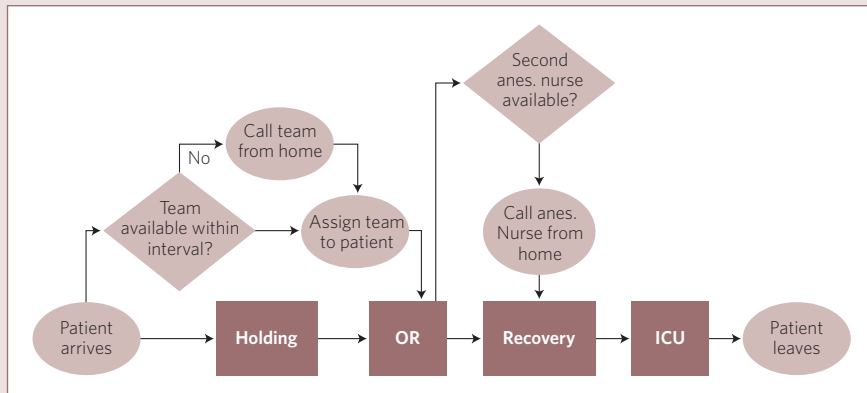 Second
anes. nurse
available?
Call team
from home
No
Team
available within
interval?
Assign team
to patient
Call anes.
Nurse from
home
Patient
arrives
Holding
OR
Recovery
ICU
Patient
leaves